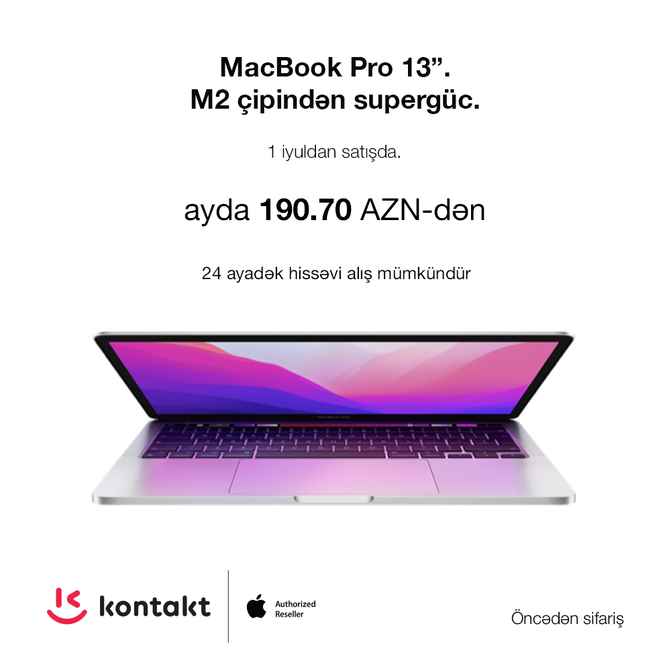 MacBook Pro 13”.
M2 çipindən supergüc.
1 iyuldan satışda.
ayda 190.70 AZN-dən
24 ayadək hissəvi alış mümkündür
kontakt
Authorized
Reseller
Öncədən sifariş